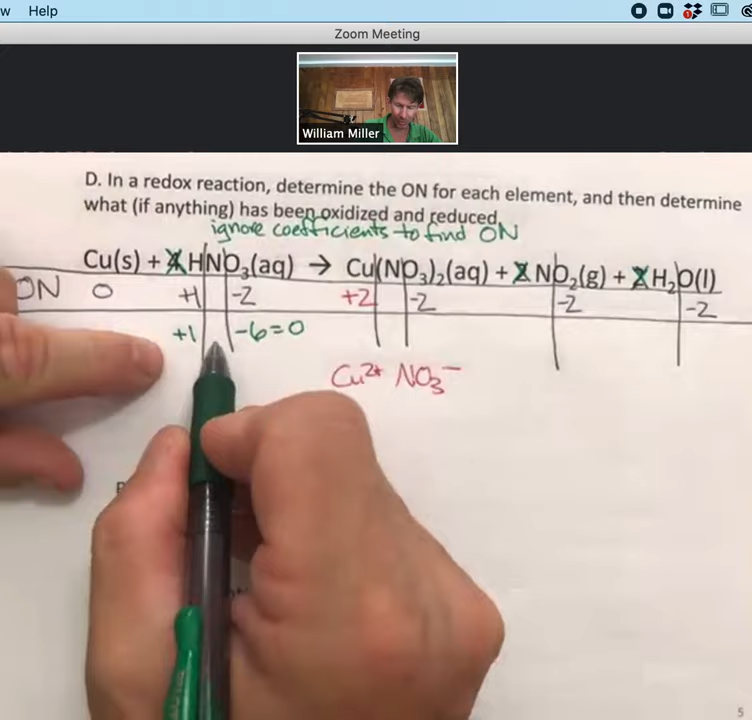 w Help
Zoom Meeting
William Miller
D. In a redox reaction, determine the ON for each element, and then determine
what (if anything) has been oxidized and reduced.
ignore coefficients to find ON
Cu(s) + 4 HNO₃(aq) → Cu(NO₃)₂(aq) + 2 NO₂(g) + 2 H₂O(l)
ON 0 +1 -2 +2 -2 -2 -2
+1 -6=0
Cu²⁺ NO₃⁻
5